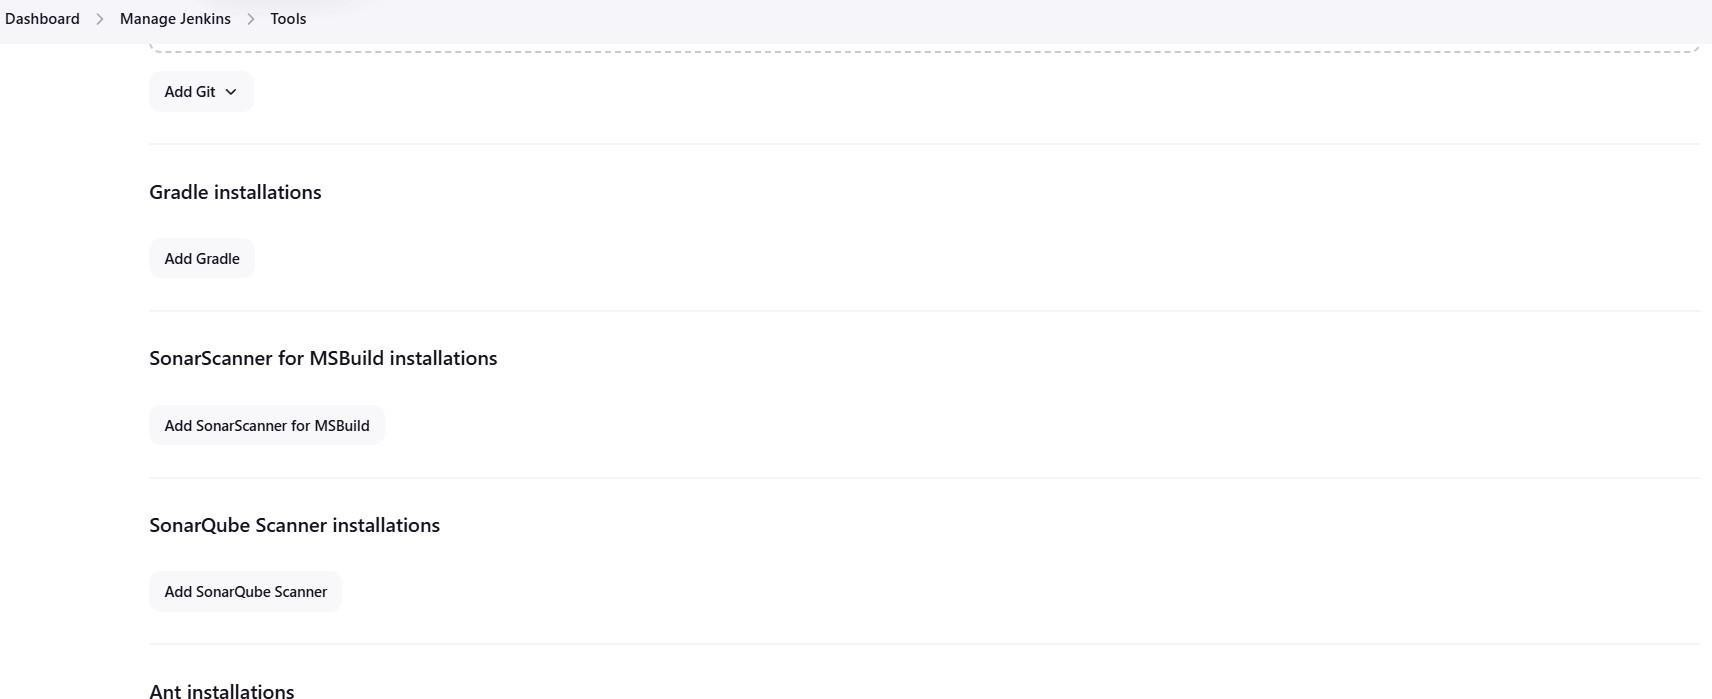 Dashboard > Manage Jenkins > Tools
Add Git
Gradle installations
Add Gradle
SonarScanner for MSBuild installations
Add SonarScanner for MSBuild
SonarQube Scanner installations
Add SonarQube Scanner
Ant installations